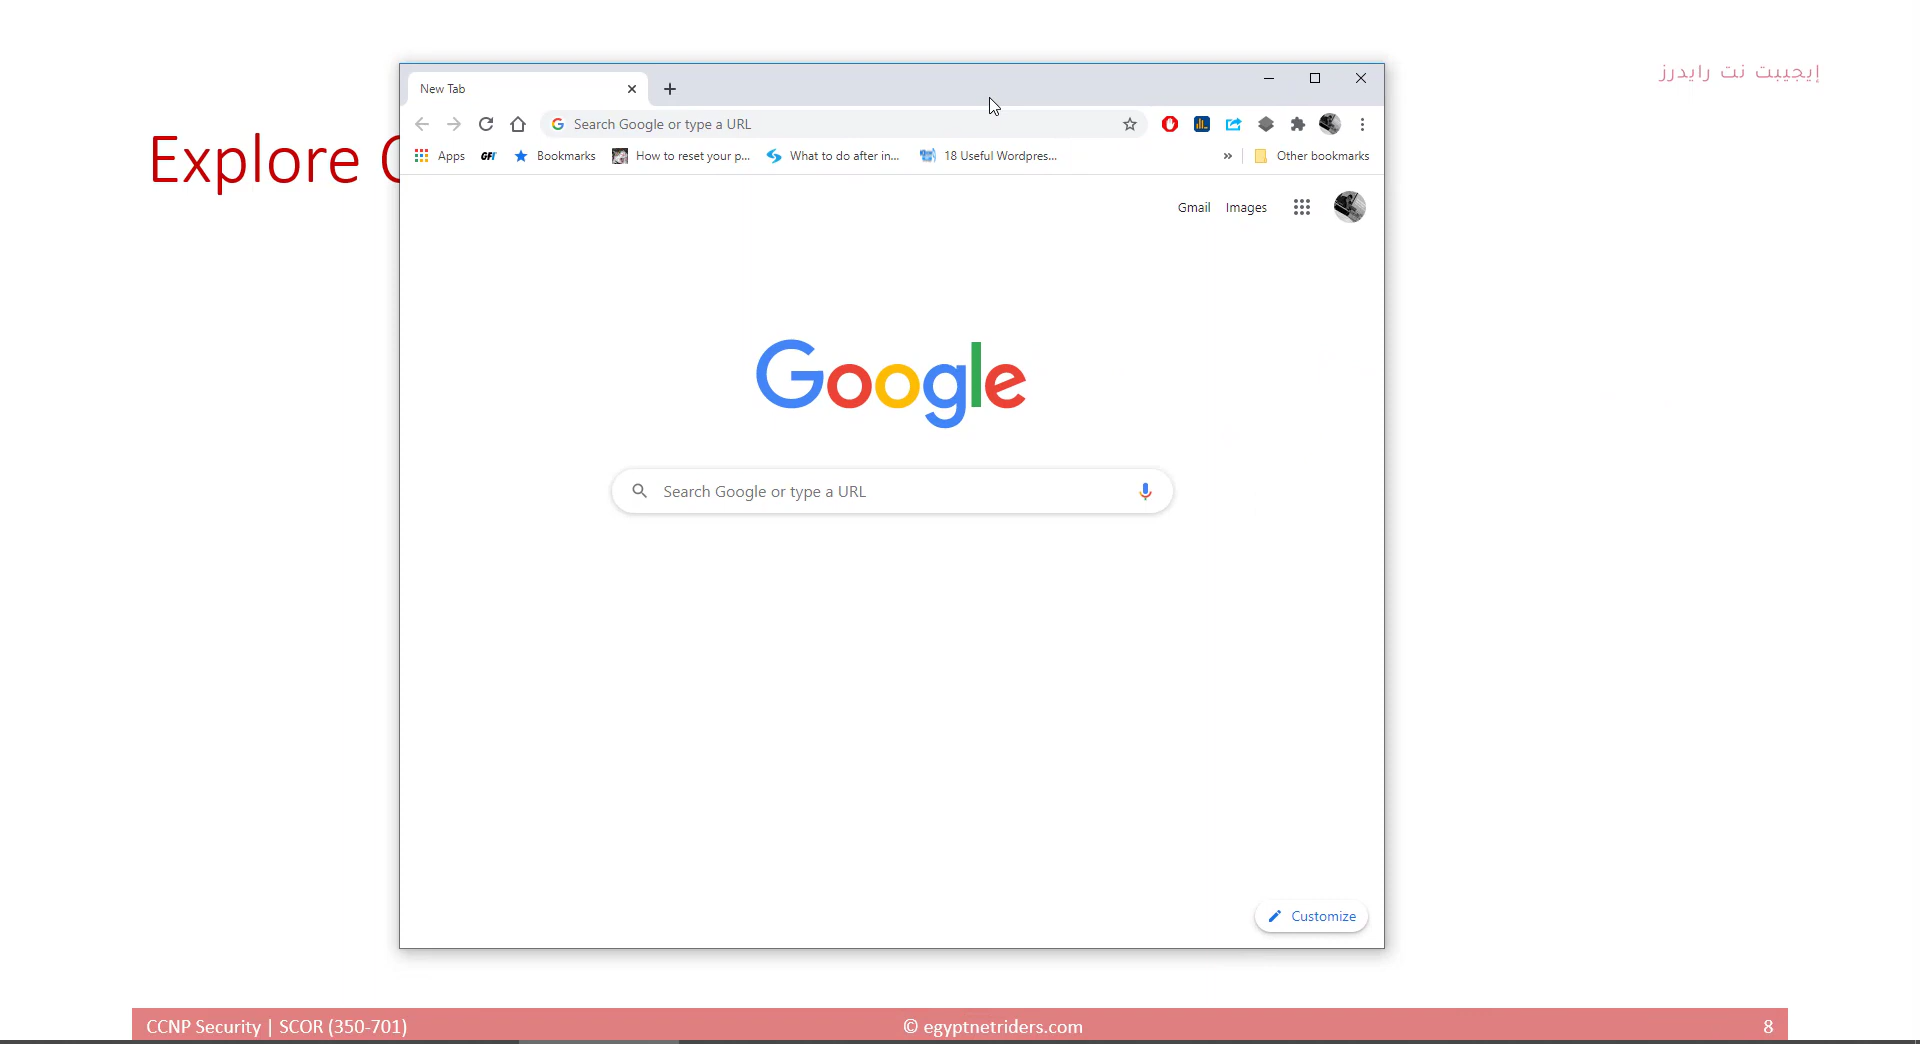 إيجيبت نت رايدرز
New Tab
Explore
Search Google or type a URL
Apps
GFI
Bookmarks
How to reset your p...
What to do after in...
18 Useful Wordpres...
»
Other bookmarks
Gmail
Images
Google
Search Google or type a URL
Customize
CCNP Security | SCOR (350-701)
© egyptnetriders.com
8